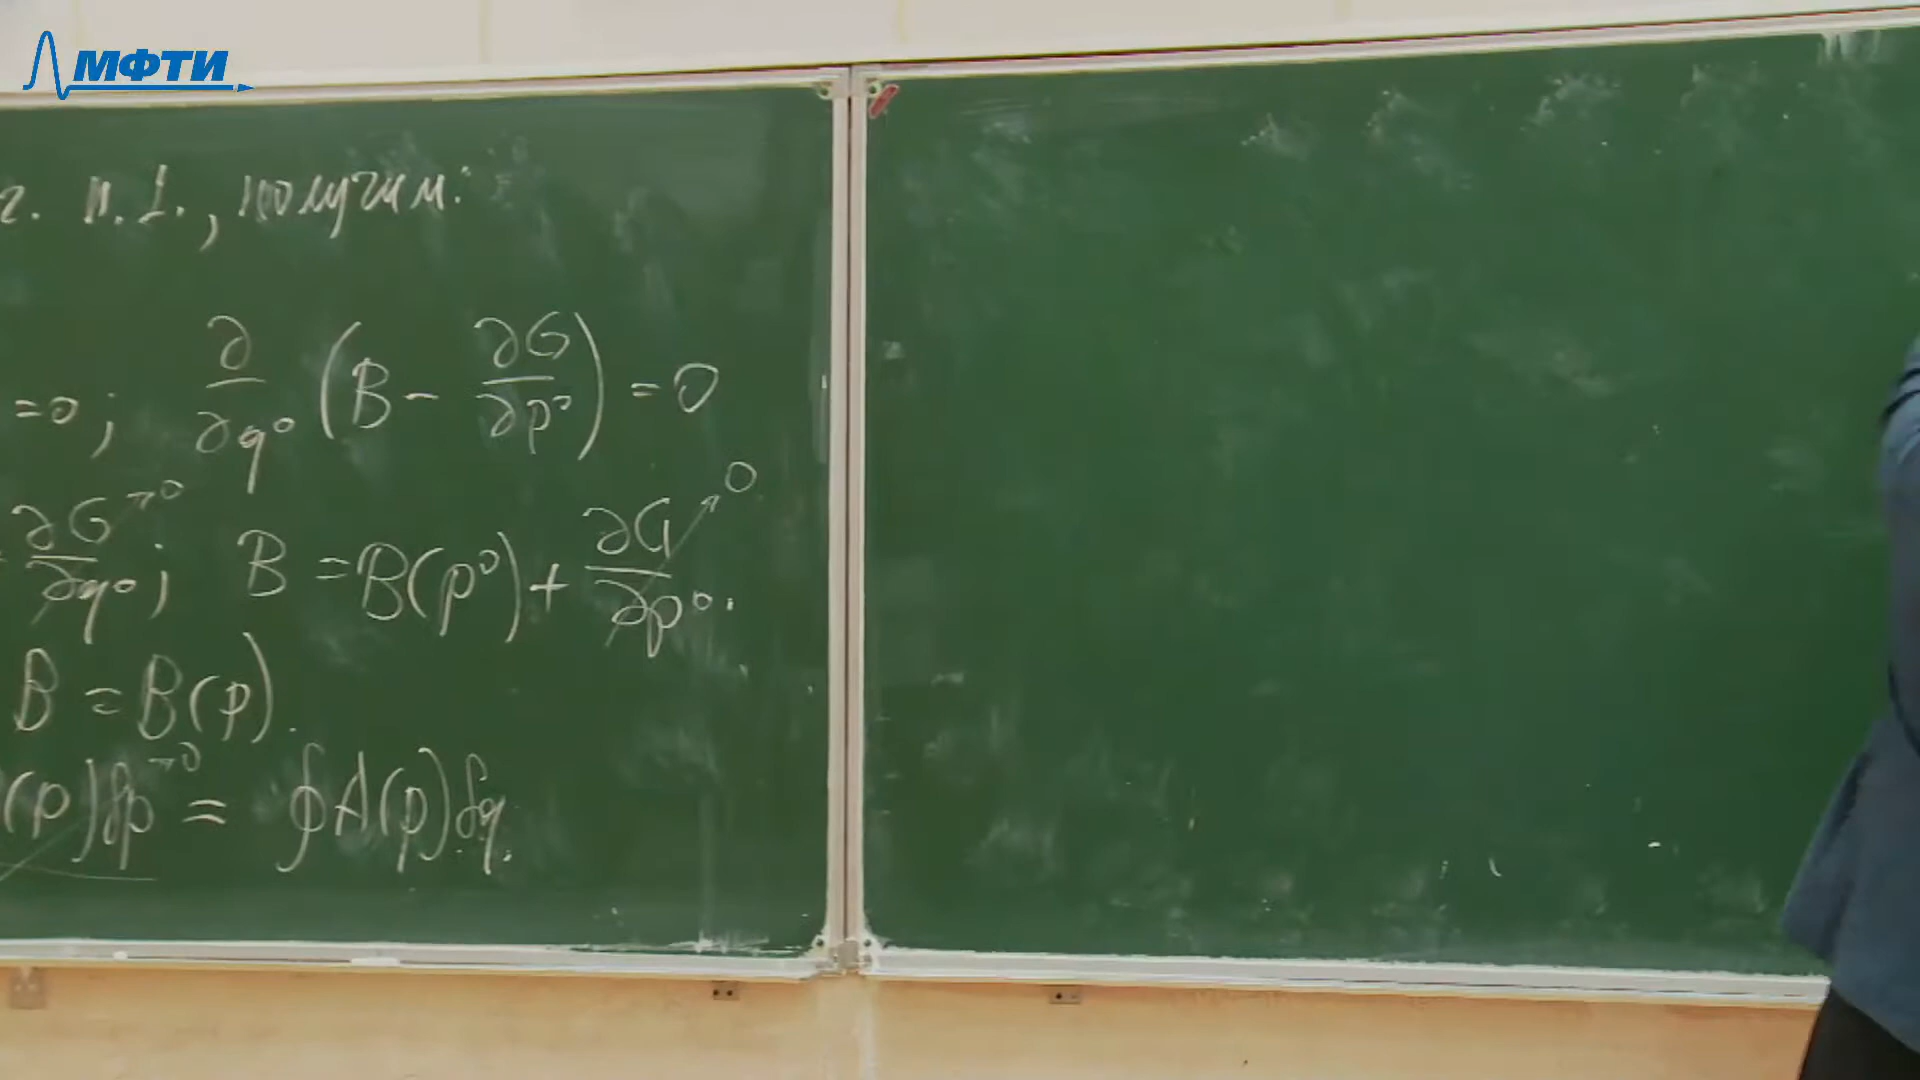 МФТИ
г. п. 1., получим:
=0; ∂/∂q⁰ (B - ∂G/∂p⁰) = 0
∂G/∂q⁰ →0; B = B(p⁰) + ∂G/∂p⁰ →0.
B = B(p).
(p)δp →0 = ∮A(p)δq.